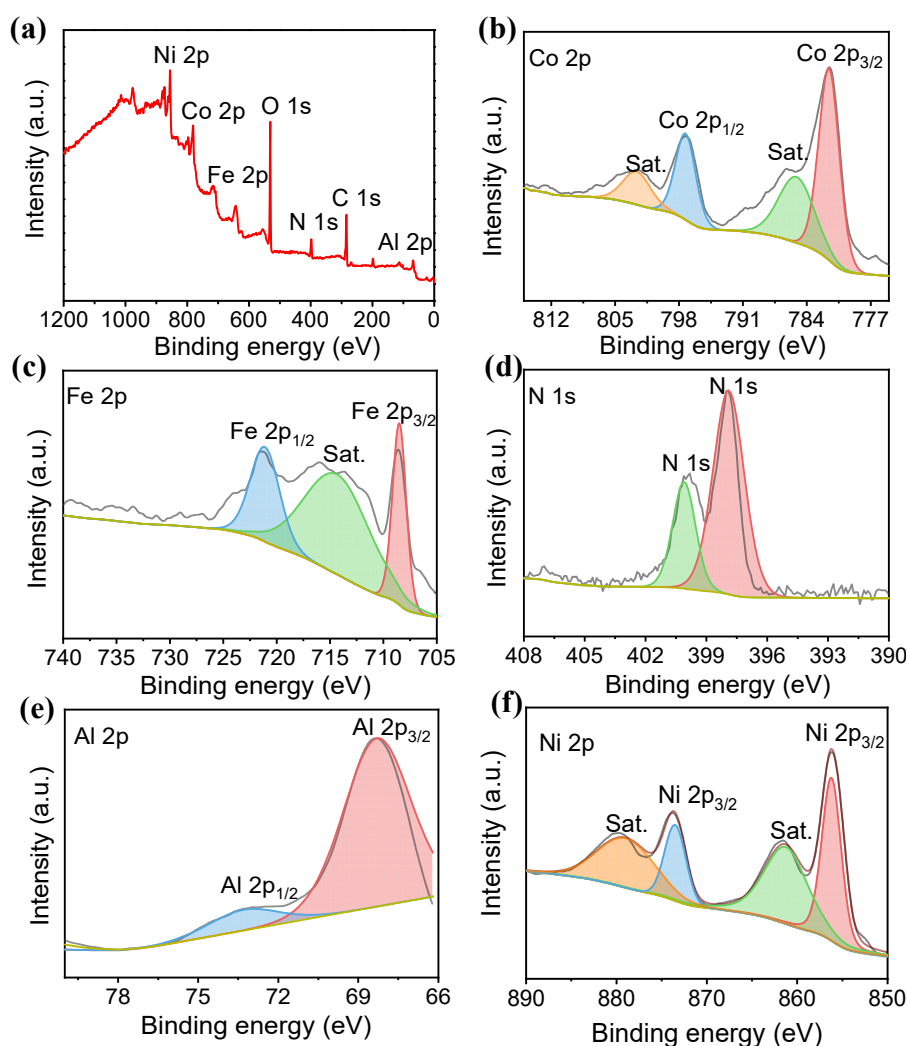 (a)
Ni 2p
Co 2p
Fe 2p
O 1s
N 1s
C 1s
Al 2p
Intensity (a.u.)
1200 1000 800 600 400 200 0
Binding energy (eV)
(b)
Co 2p
Co 2p3/2
Co 2p1/2
Sat.
Sat.
Intensity (a.u.)
812 805 798 791 784 777
Binding energy (eV)
(c)
Fe 2p
Fe 2p3/2
Fe 2p1/2
Sat.
Intensity (a.u.)
740 735 730 725 720 715 710 705
Binding energy (eV)
(d)
N 1s
N 1s
N 1s
Intensity (a.u.)
408 405 402 399 396 393 390
Binding energy (eV)
(e)
Al 2p
Al 2p3/2
Al 2p1/2
Intensity (a.u.)
78 75 72 69 66
Binding energy (eV)
(f)
Ni 2p
Ni 2p3/2
Ni 2p3/2
Sat.
Sat.
Intensity (a.u.)
890 880 870 860 850
Binding energy (eV)